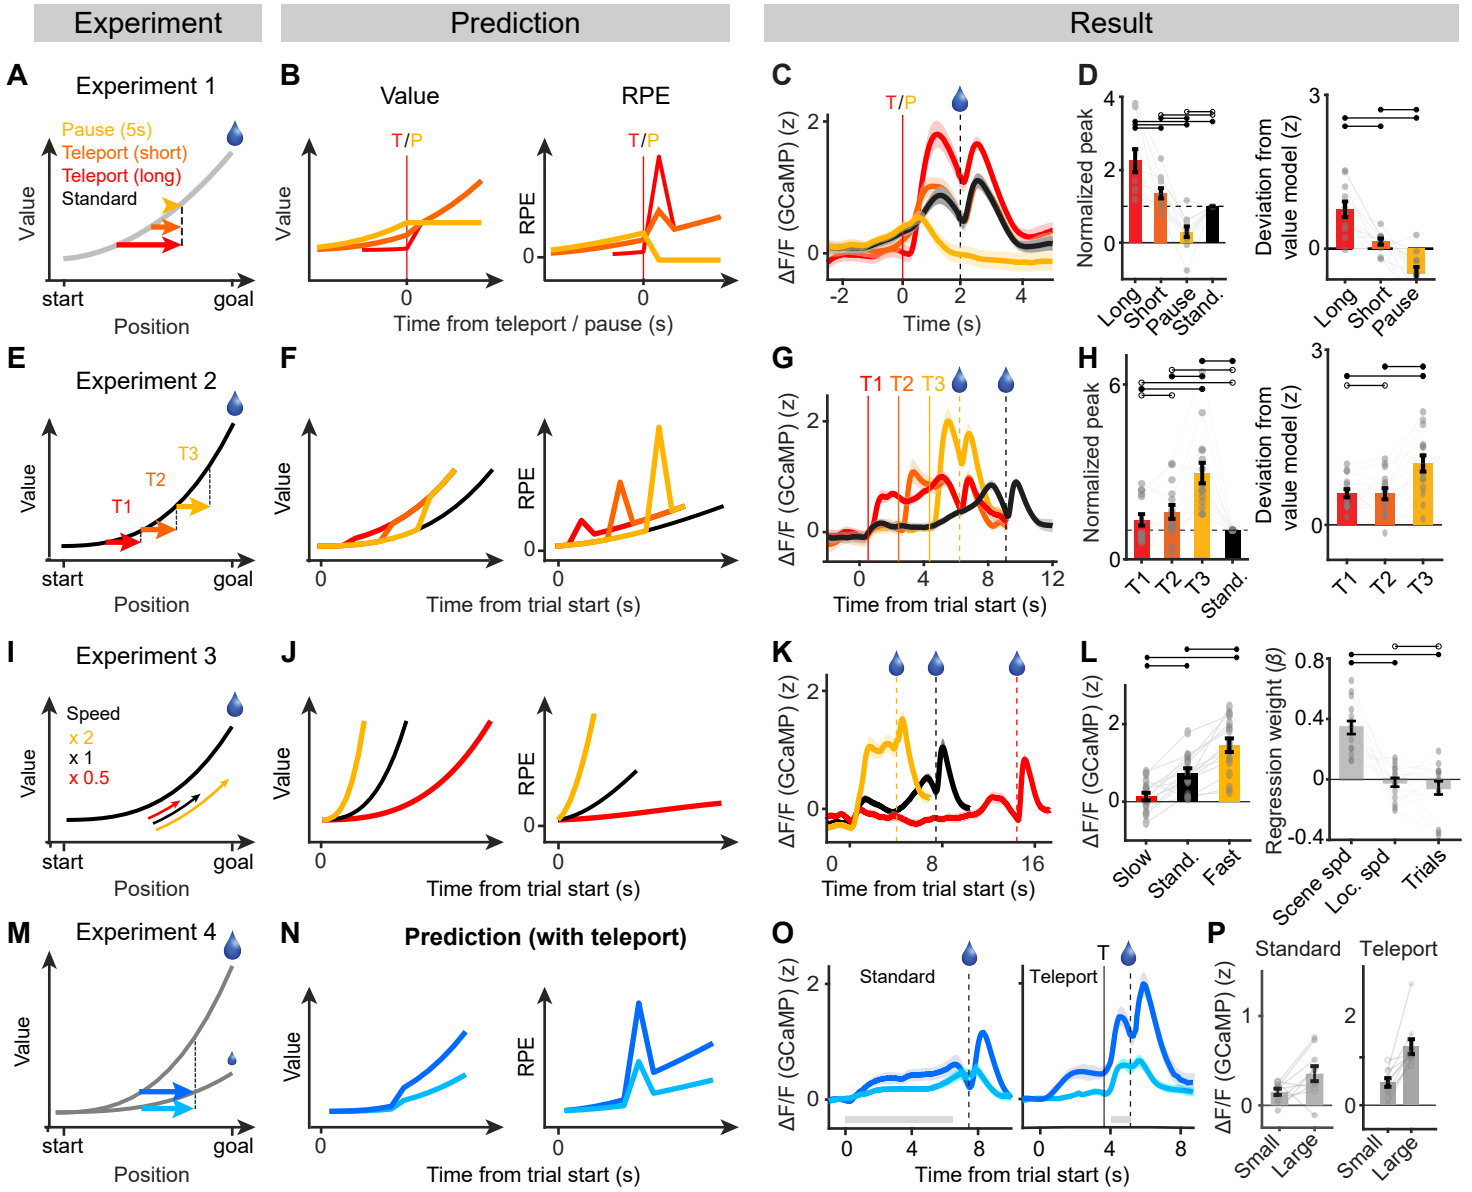 Experiment
Prediction
Result
A
Experiment 1
Pause (5s)
Teleport (short)
Teleport (long)
Standard
Value
start
goal
Position
B
Value
RPE
T/P
T/P
Value
RPE
0
0
0
Time from teleport / pause (s)
C
T/P
ΔF/F (GCaMP) (z)
2
1
0
-2
0
2
4
Time (s)
D
Normalized peak
4
2
0
Long
Short
Pause
Stand.
Deviation from
value model (z)
3
0
Long
Short
Pause
E
Experiment 2
T1
T2
T3
Value
start
goal
Position
F
Value
RPE
0
0
0
Time from trial start (s)
G
T1
T2
T3
ΔF/F (GCaMP) (z)
2
0
0
4
8
12
Time from trial start (s)
H
Normalized peak
6
0
T1
T2
T3
Stand.
Deviation from
value model (z)
3
0
T1
T2
T3
I
Experiment 3
Speed
x 2
x 1
x 0.5
Value
start
goal
Position
J
Value
RPE
0
0
0
Time from trial start (s)
K
ΔF/F (GCaMP) (z)
2
0
0
8
16
Time from trial start (s)
L
ΔF/F (GCaMP) (z)
2
0
Slow
Stand.
Fast
Regression weight (β)
0.8
0.4
0
-0.4
Scene spd
Loc. spd
Trials
M
Experiment 4
Value
start
goal
Position
N
Prediction (with teleport)
Value
RPE
0
0
Time from trial start (s)
O
Standard
Teleport
T
ΔF/F (GCaMP) (z)
2
0
0
4
8
0
4
8
Time from trial start (s)
P
Standard
Teleport
ΔF/F (GCaMP) (z)
1
0
Small
Large
2
1
0
Small
Large